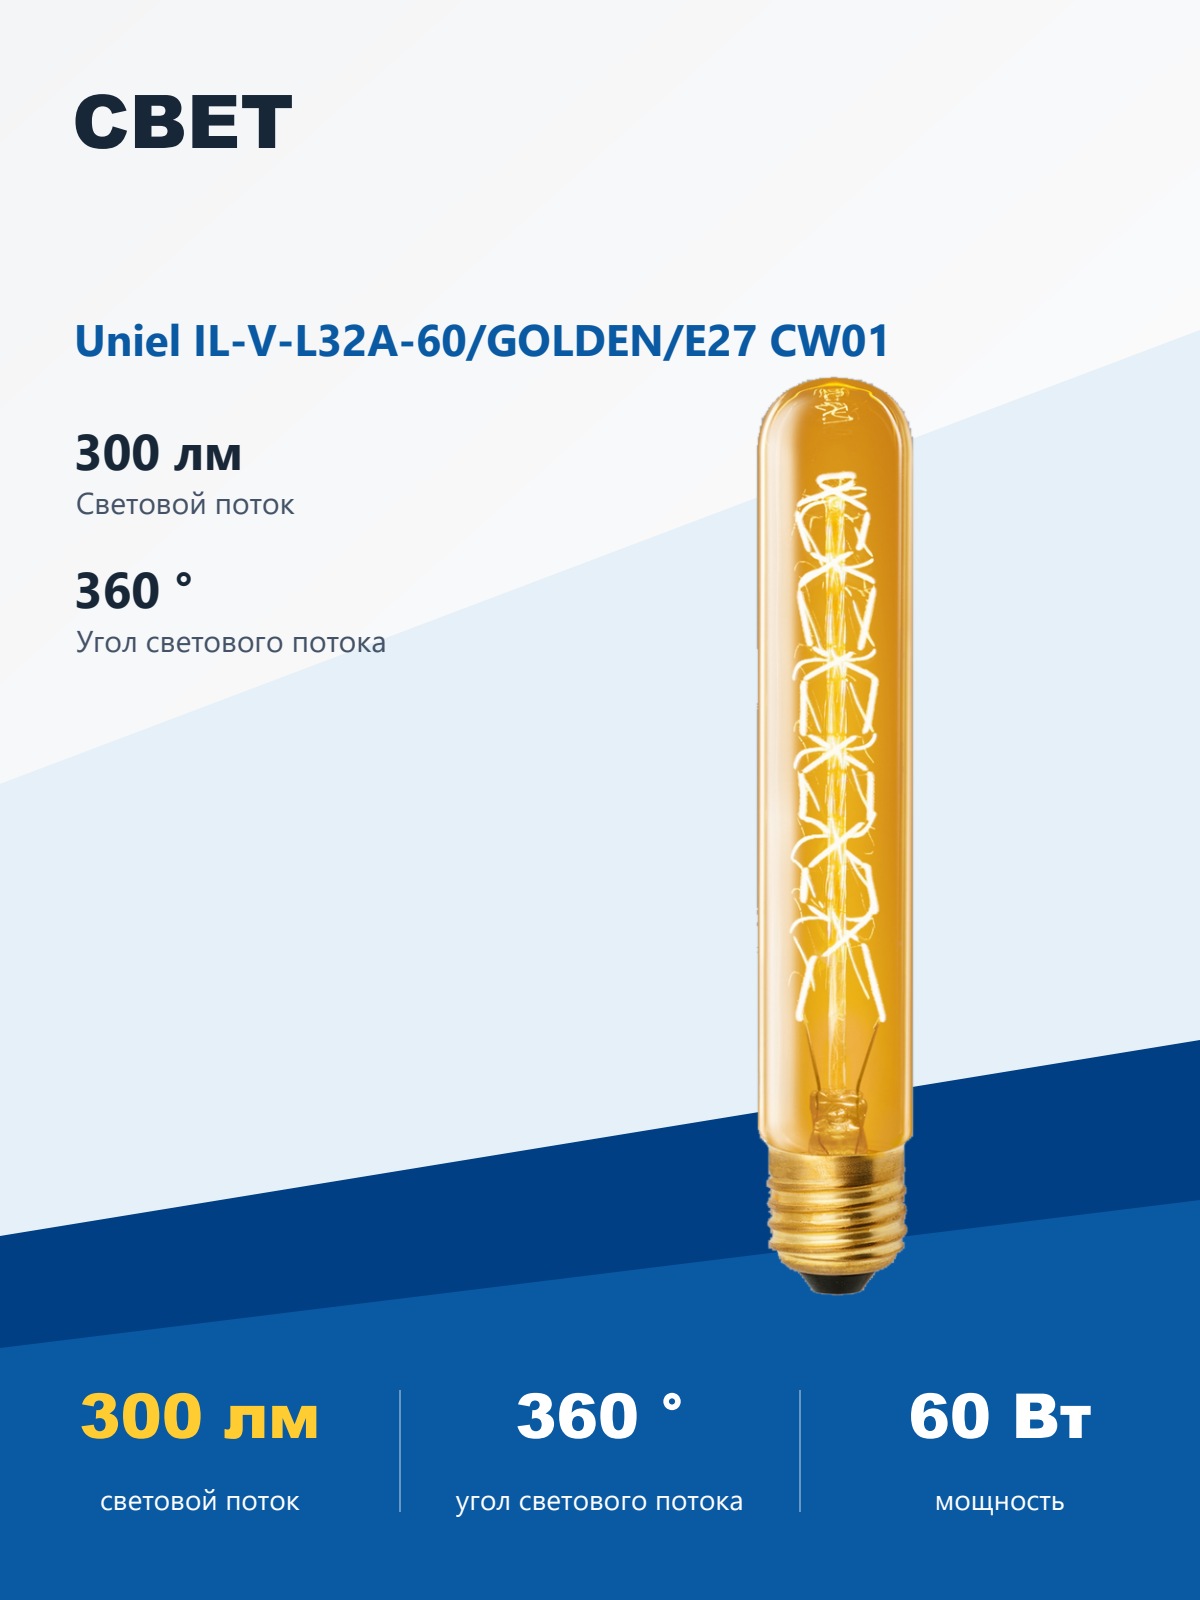 СВЕТ
Uniel IL-V-L32A-60/GOLDEN/E27 CW01
300 лм
Световой поток
360 °
Угол светового потока
300 лм
световой поток
360 °
угол светового потока
60 Вт
мощность